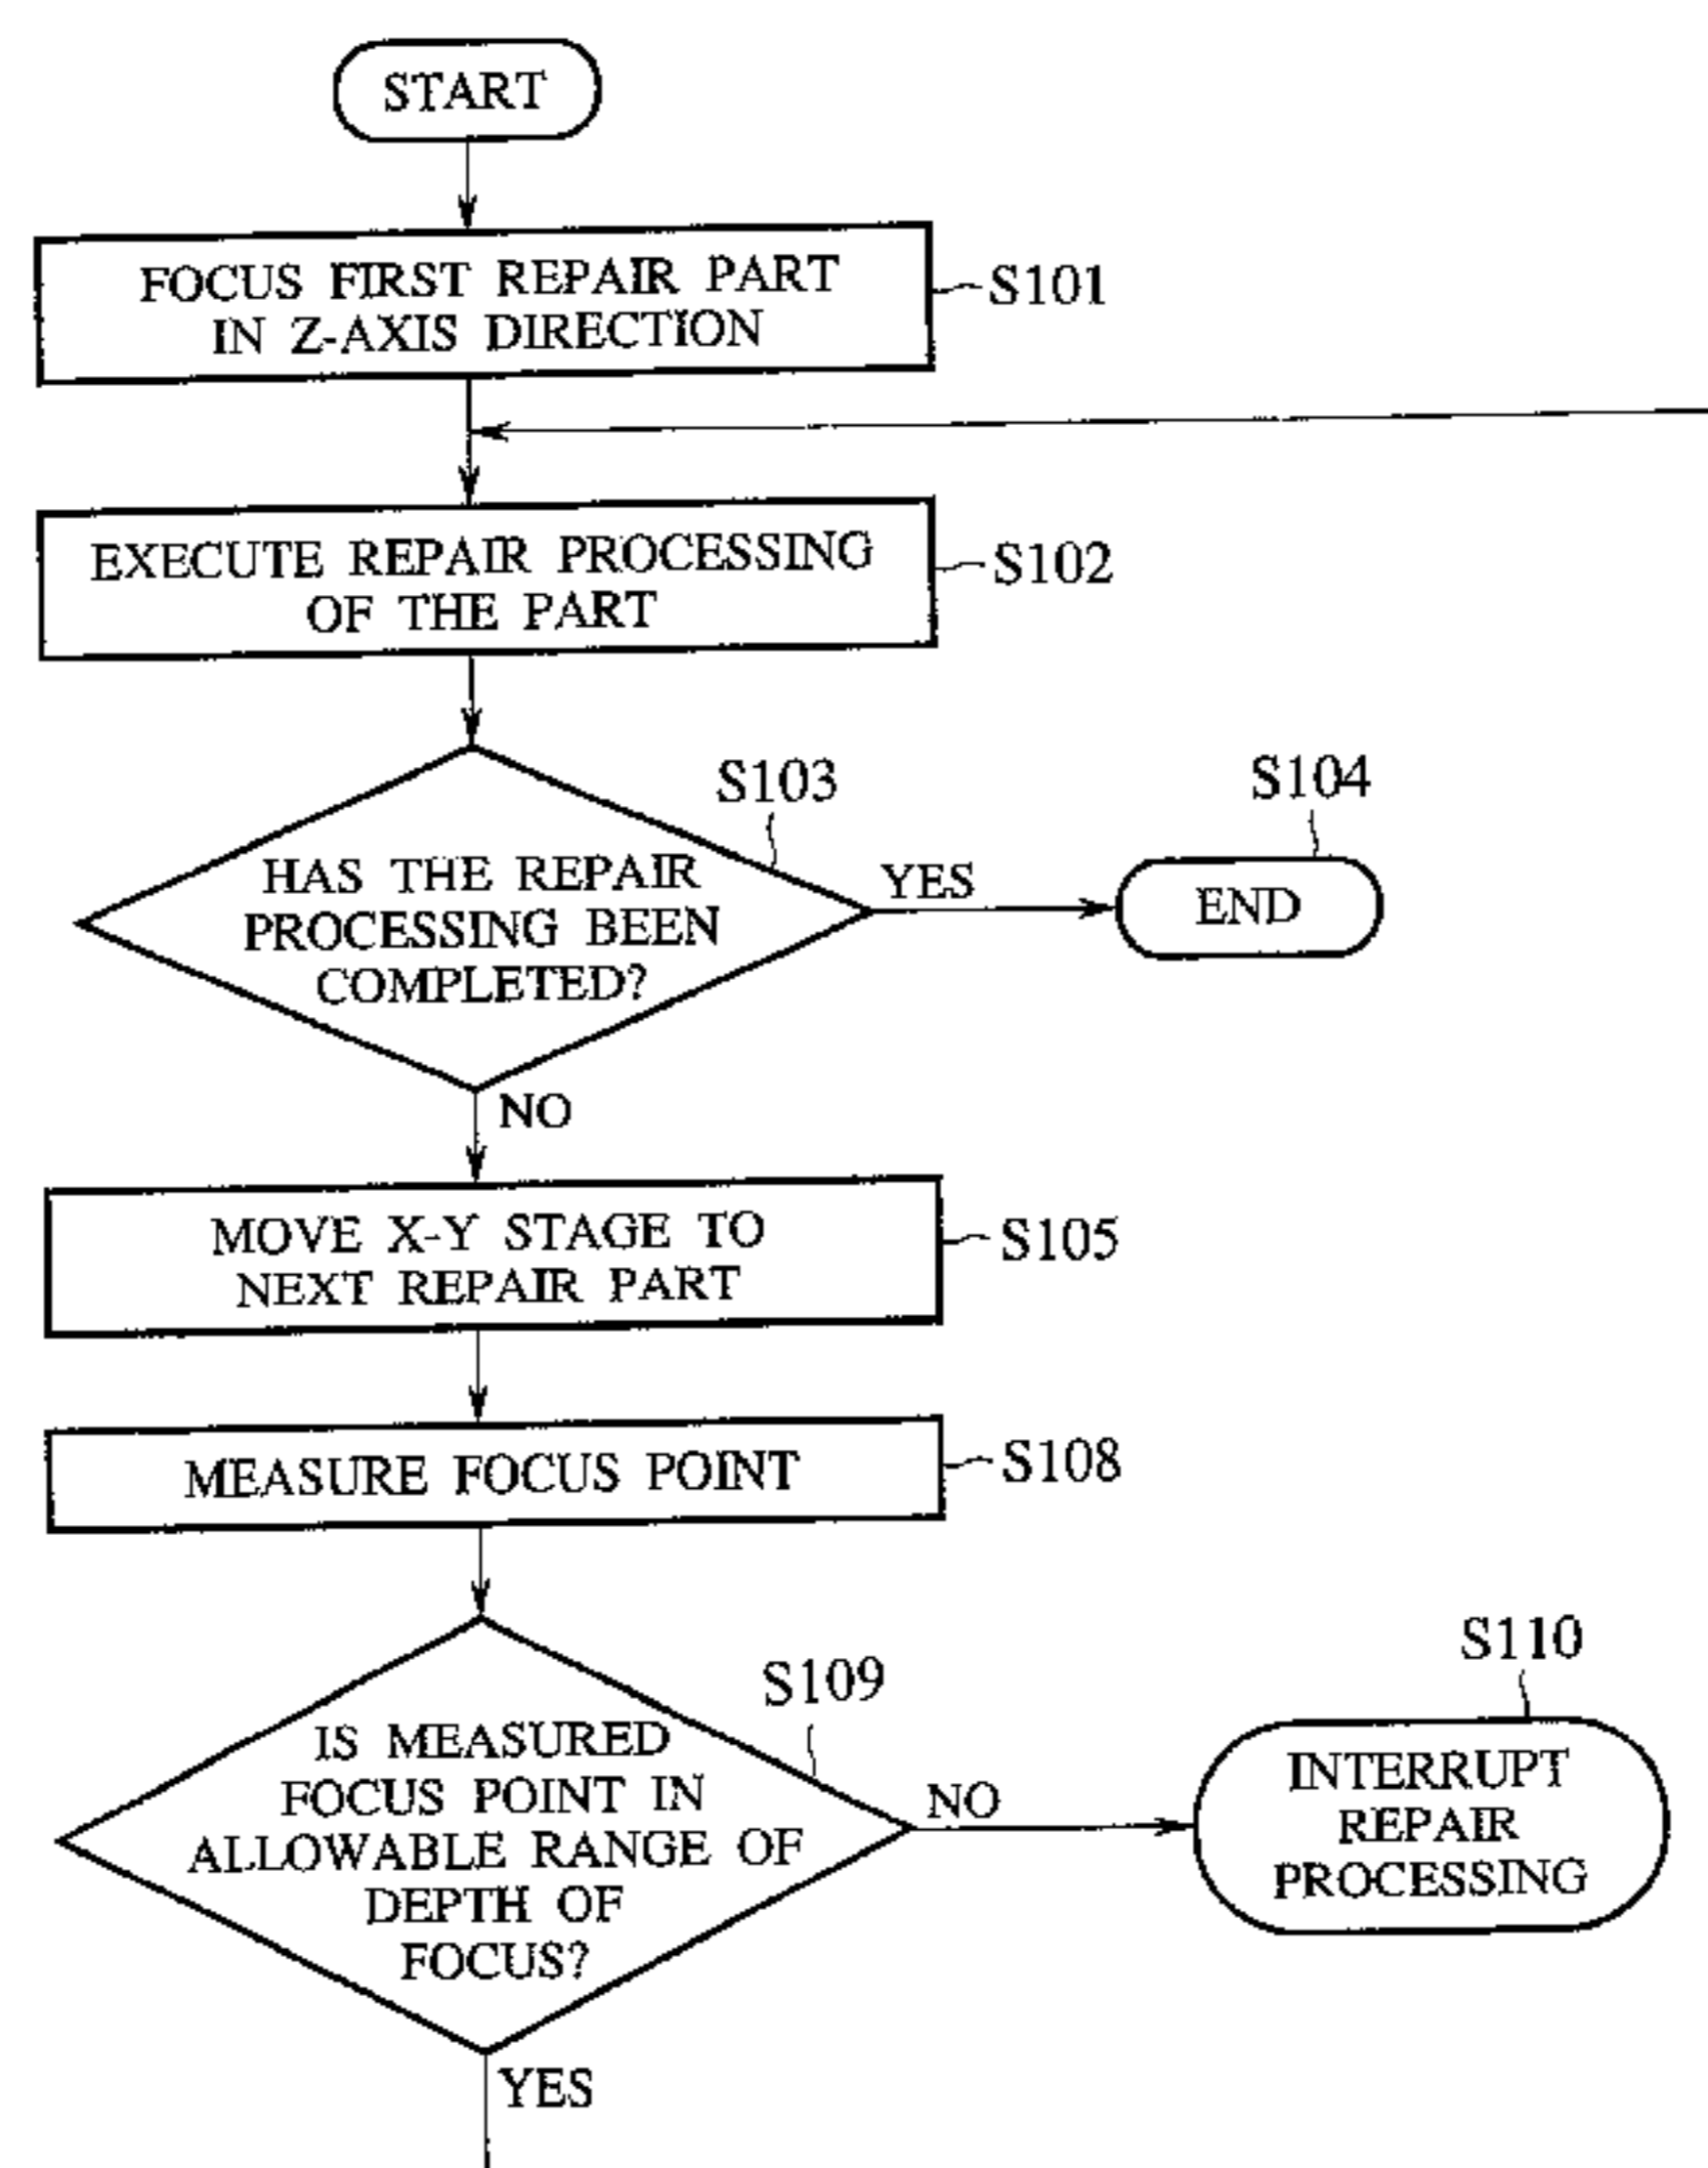 START
FOCUS FIRST REPAIR PART
IN Z-AXIS DIRECTION
S101
EXECUTE REPAIR PROCESSING
OF THE PART
S102
S103
HAS THE REPAIR
PROCESSING BEEN
COMPLETED?
YES
S104
END
NO
MOVE X-Y STAGE TO
NEXT REPAIR PART
S105
MEASURE FOCUS POINT
S108
S109
IS MEASURED
FOCUS POINT IN
ALLOWABLE RANGE OF
DEPTH OF
FOCUS?
NO
S110
INTERRUPT
REPAIR
PROCESSING
YES